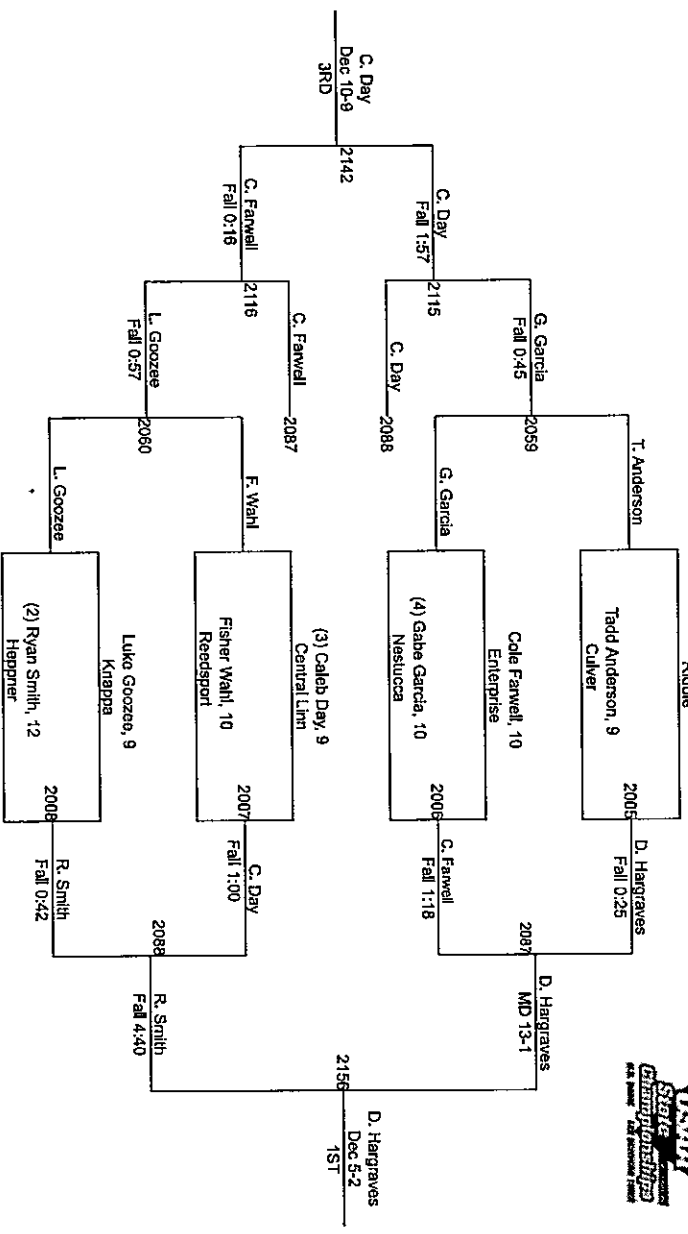 State
Championships
Tadd Anderson, 9
Culver
Cole Farwell, 10
Enterprise
(4) Gabe Garcia, 10
Nestucca
(3) Caleb Day, 9
Central Linn
Fisher Wahl, 10
Reedsport
Luke Goozee, 9
Knappa
(2) Ryan Smith, 12
Heppner
2005
D. Hargraves
Fall 0:25
2006
C. Farwell
Fall 1:18
2007
C. Day
Fall 1:00
2008
R. Smith
Fall 0:42
2087
D. Hargraves
MD 13-1
2088
R. Smith
Fall 4:40
2156
D. Hargraves
Dec 5-2
1ST
T. Anderson
G. Garcia
F. Wahl
L. Goozee
2059
G. Garcia
Fall 0:45
2060
L. Goozee
Fall 0:57
C. Day
2088
C. Farwell
2087
2115
C. Day
Fall 1:57
2116
C. Farwell
Fall 0:16
2142
C. Day
Dec 10-9
3RD